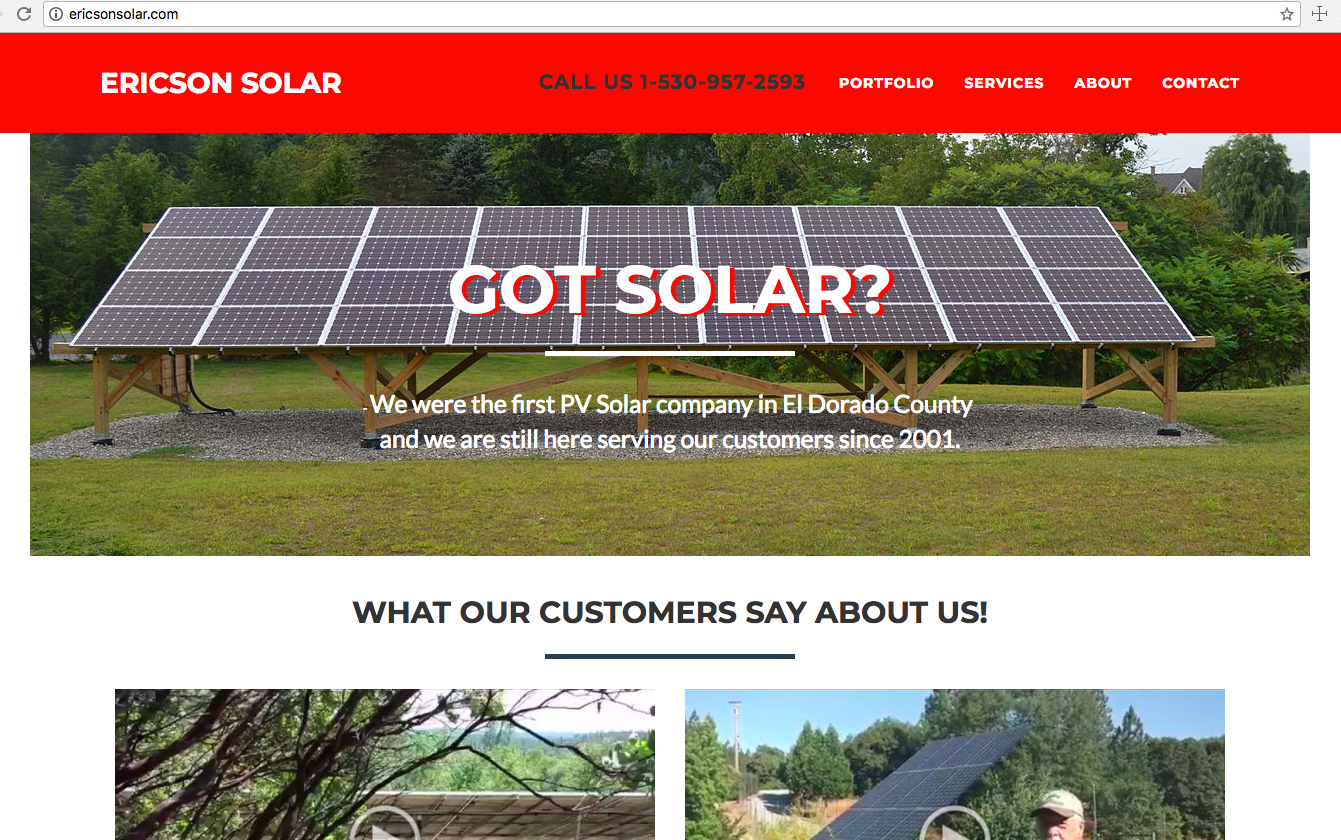 ericsonsolar.com
ERICSON SOLAR
CALL US 1-530-957-2593
PORTFOLIO
SERVICES
ABOUT
CONTACT
GOT SOLAR?
We were the first PV Solar company in El Dorado County
and we are still here serving our customers since 2001.
WHAT OUR CUSTOMERS SAY ABOUT US!